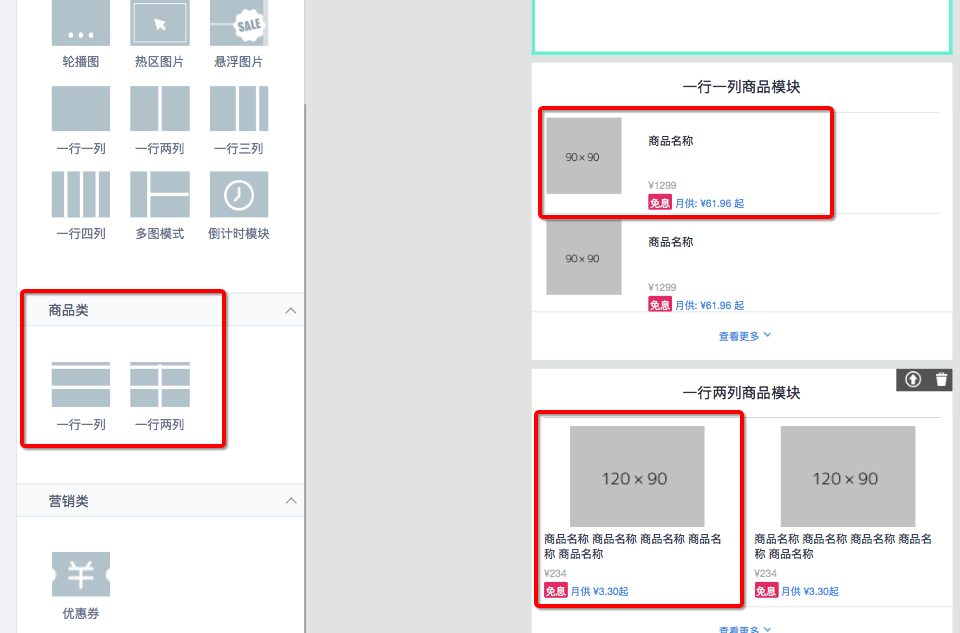 SALE
轮播图
热区图片
悬浮图片
一行一列
一行两列
一行三列
一行四列
多图模式
倒计时模块
商品类
一行一列
一行两列
营销类
¥
优惠券
一行一列商品模块
90×90
商品名称
¥1299
免息 月供: ¥61.96 起
90×90
商品名称
¥1299
免息 月供: ¥61.96 起
查看更多
一行两列商品模块
120×90
商品名称 商品名称 商品名称 商品名
称 商品名称
¥234
免息 月供 ¥3.30起
120×90
商品名称 商品名称 商品名称 商品名
称 商品名称
¥234
免息 月供 ¥3.30起
查看更多